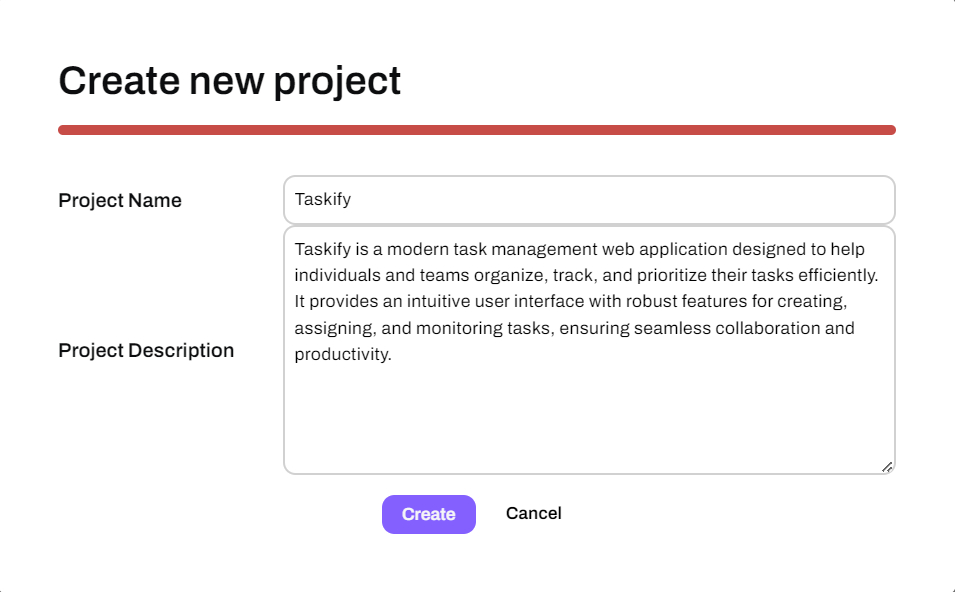 Create new project
Project Name
Taskify
Taskify is a modern task management web application designed to help
individuals and teams organize, track, and prioritize their tasks efficiently.
It provides an intuitive user interface with robust features for creating,
assigning, and monitoring tasks, ensuring seamless collaboration and
productivity.
Project Description
Create
Cancel